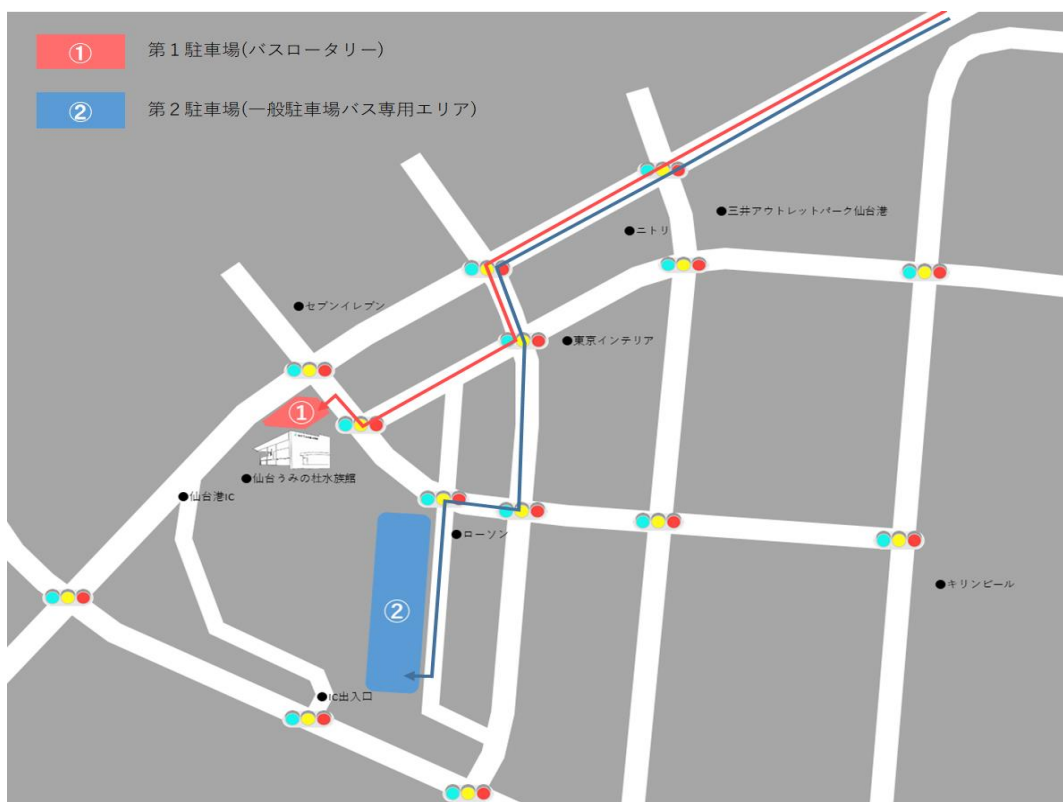 ① 第1駐車場(バスロータリー)
② 第2駐車場(一般駐車場バス専用エリア)
●三井アウトレットパーク仙台港
●ニトリ
●セブンイレブン
●東京インテリア
①
●仙台うみの杜水族館
●仙台港IC
●ローソン
●キリンビール
②
●IC出入口